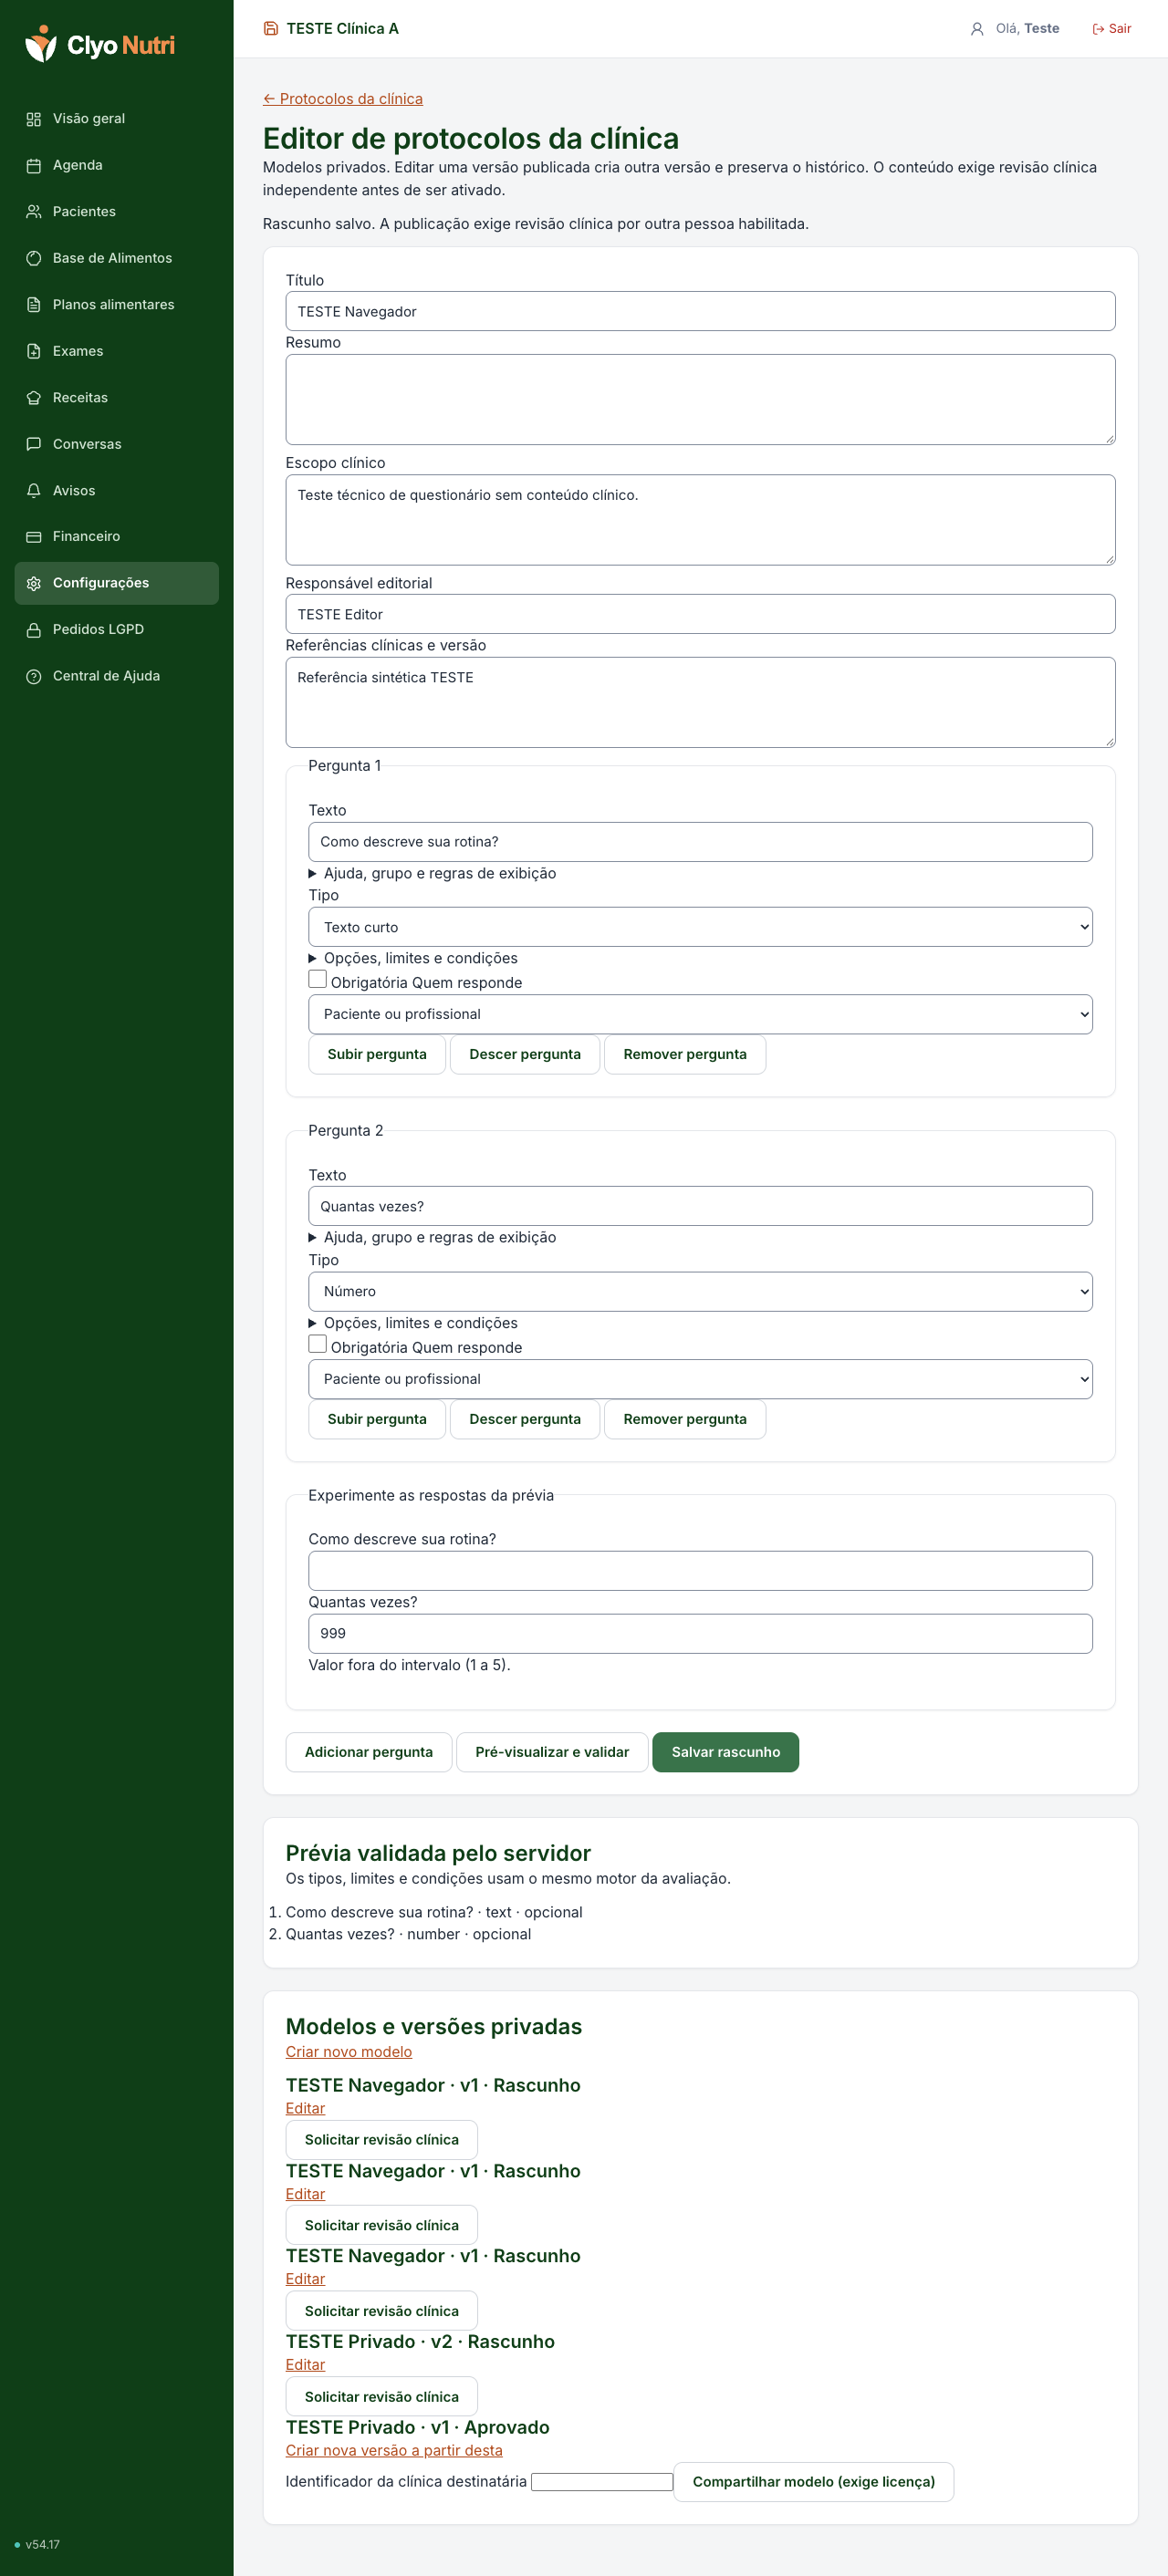 Clyo Nutri
Visão geral
Agenda
Pacientes
Base de Alimentos
Planos alimentares
Exames
Receitas
Conversas
Avisos
Financeiro
Configurações
Pedidos LGPD
Central de Ajuda
v54.17
TESTE Clínica A
Olá, Teste
Sair
← Protocolos da clínica
Editor de protocolos da clínica
Modelos privados. Editar uma versão publicada cria outra versão e preserva o histórico. O conteúdo exige revisão clínica
independente antes de ser ativado.
Rascunho salvo. A publicação exige revisão clínica por outra pessoa habilitada.
Título
TESTE Navegador
Resumo
Escopo clínico
Teste técnico de questionário sem conteúdo clínico.
Responsável editorial
TESTE Editor
Referências clínicas e versão
Referência sintética TESTE
Pergunta 1
Texto
Como descreve sua rotina?
Ajuda, grupo e regras de exibição
Tipo
Texto curto
Opções, limites e condições
Obrigatória Quem responde
Paciente ou profissional
Subir pergunta Descer pergunta Remover pergunta
Pergunta 2
Texto
Quantas vezes?
Ajuda, grupo e regras de exibição
Tipo
Número
Opções, limites e condições
Obrigatória Quem responde
Paciente ou profissional
Subir pergunta Descer pergunta Remover pergunta
Experimente as respostas da prévia
Como descreve sua rotina?
Quantas vezes?
999
Valor fora do intervalo (1 a 5).
Adicionar pergunta Pré-visualizar e validar Salvar rascunho
Prévia validada pelo servidor
Os tipos, limites e condições usam o mesmo motor da avaliação.
1. Como descreve sua rotina? · text · opcional
2. Quantas vezes? · number · opcional
Modelos e versões privadas
Criar novo modelo
TESTE Navegador · v1 · Rascunho
Editar
Solicitar revisão clínica
TESTE Navegador · v1 · Rascunho
Editar
Solicitar revisão clínica
TESTE Navegador · v1 · Rascunho
Editar
Solicitar revisão clínica
TESTE Privado · v2 · Rascunho
Editar
Solicitar revisão clínica
TESTE Privado · v1 · Aprovado
Criar nova versão a partir desta
Identificador da clínica destinatária Compartilhar modelo (exige licença)